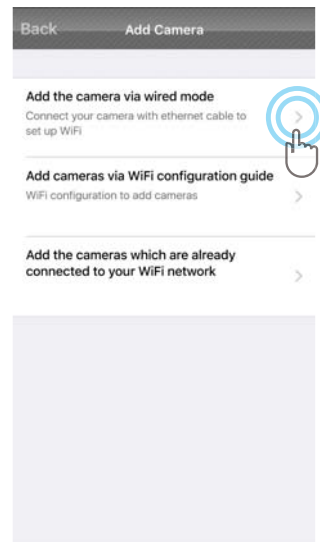 Back Add Camera
Add the camera via wired mode
Connect your camera with ethernet cable to
set up WiFi
Add cameras via WiFi configuration guide
WiFi configuration to add cameras
Add the cameras which are already
connected to your WiFi network